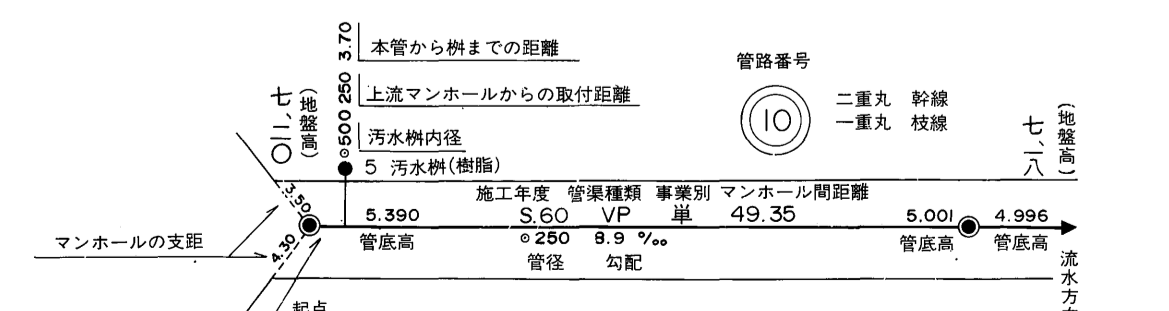 3.70
本管から桝までの距離
250
上流マンホールからの取付距離
⊙500
汚水桝内径
5 汚水桝(樹脂)
七、〇二一
(地盤高)
管路番号
10
二重丸 幹線
一重丸 枝線
七、一八
(地盤高)
施工年度 管渠種類 事業別 マンホール間距離
S.60 VP 単 49.35
3.50
5.390
5.001
4.996
管底高
⊙250 8.9 ‰
管底高
管底高
管径 勾配
マンホールの支距
4.30
起点
流水方